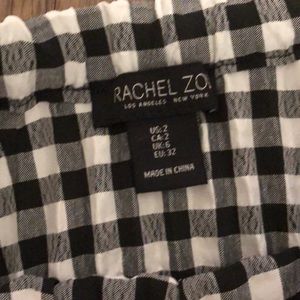 RACHEL ZO.
LOS ANGELES NEW YORK
US: 2
CA: 2
UK: 6
EU: 32
MADE IN CHINA